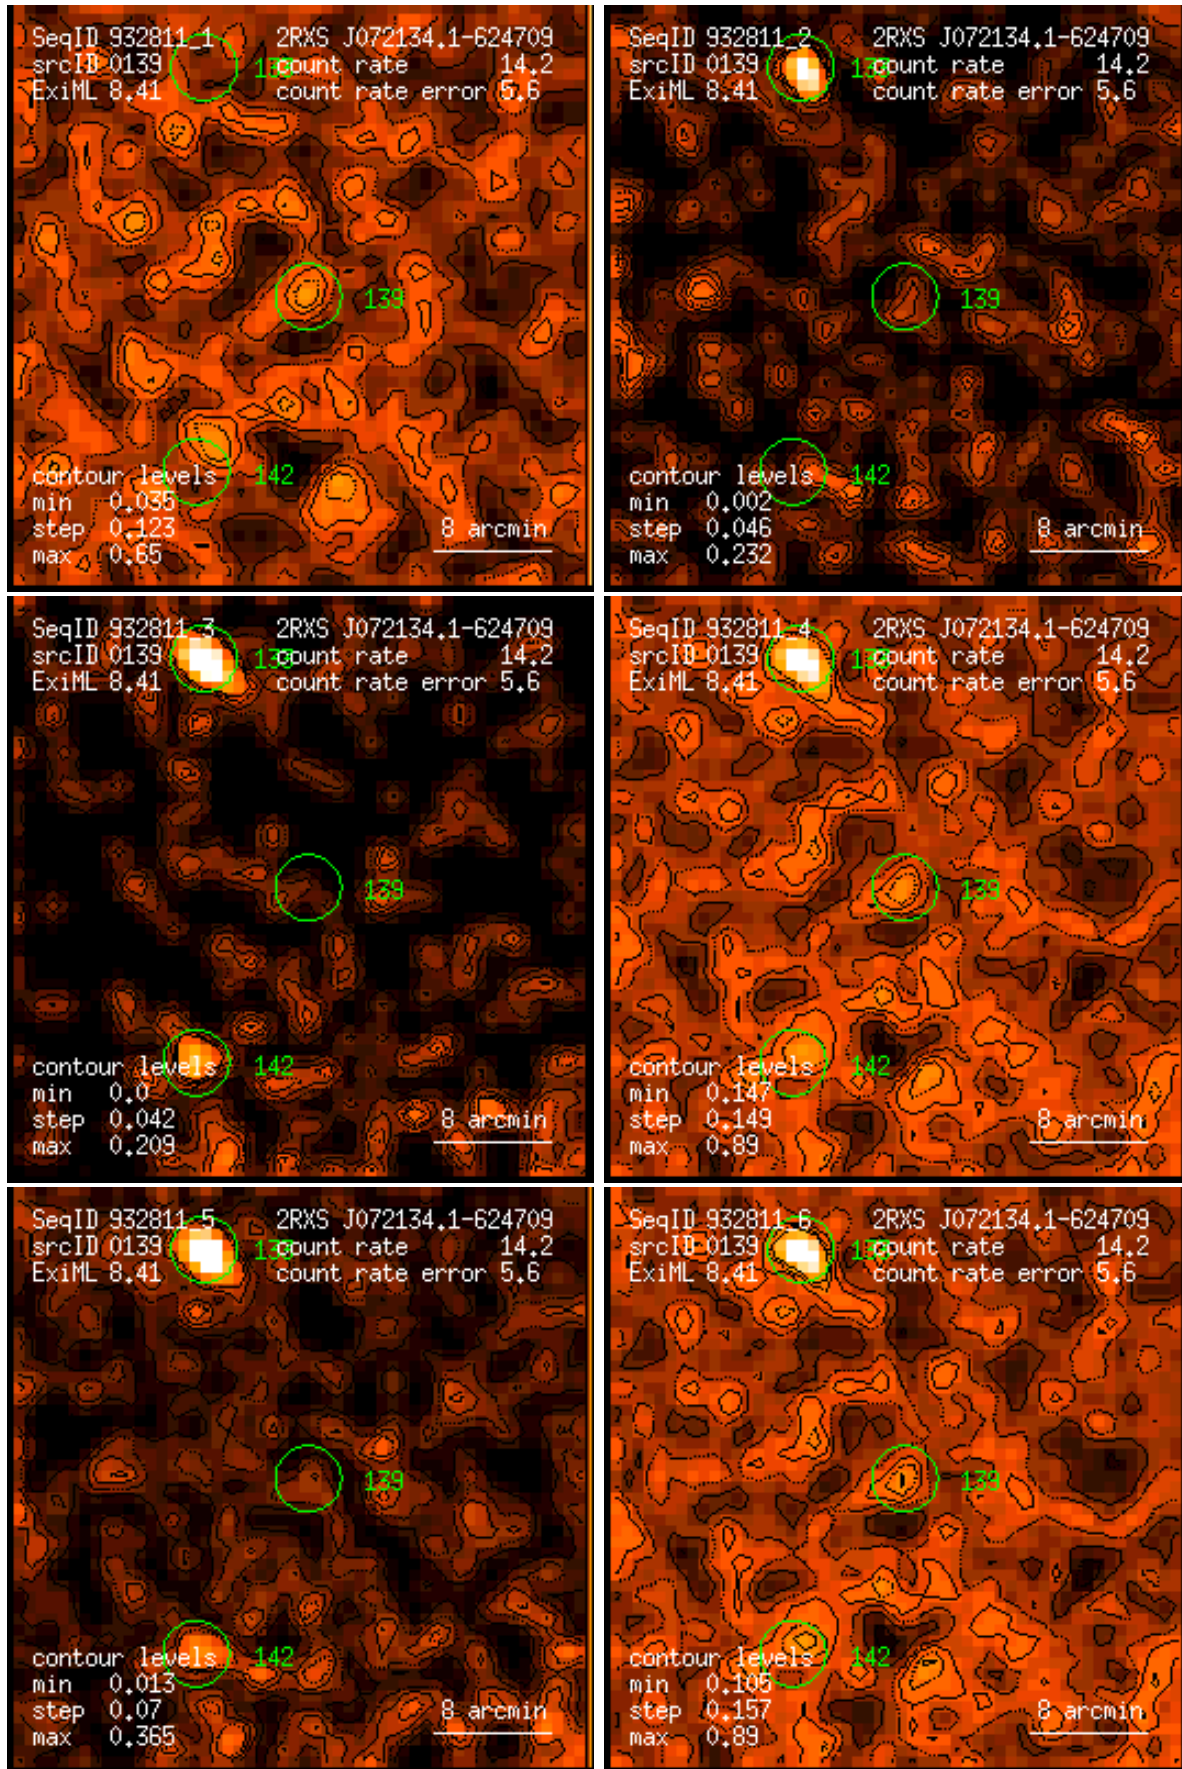 SeqID 932811_1 2RXS J072134.1-624709
srcID 0139 count rate 14.2
ExiML 8.41 count rate error 5.6
139
142
contour levels
min 0.035
step 0.123 8 arcmin
max 0.65
SeqID 932811_2 2RXS J072134.1-624709
srcID 0139 count rate 14.2
ExiML 8.41 count rate error 5.6
139
142
contour levels
min 0.002
step 0.046 8 arcmin
max 0.232
SeqID 932811_3 2RXS J072134.1-624709
srcID 0139 count rate 14.2
ExiML 8.41 count rate error 5.6
139
142
contour levels
min 0.0
step 0.042 8 arcmin
max 0.209
SeqID 932811_4 2RXS J072134.1-624709
srcID 0139 count rate 14.2
ExiML 8.41 count rate error 5.6
139
142
contour levels
min 0.147
step 0.149 8 arcmin
max 0.89
SeqID 932811_5 2RXS J072134.1-624709
srcID 0139 count rate 14.2
ExiML 8.41 count rate error 5.6
139
142
contour levels
min 0.013
step 0.07 8 arcmin
max 0.365
SeqID 932811_6 2RXS J072134.1-624709
srcID 0139 count rate 14.2
ExiML 8.41 count rate error 5.6
139
142
contour levels
min 0.105
step 0.157 8 arcmin
max 0.89